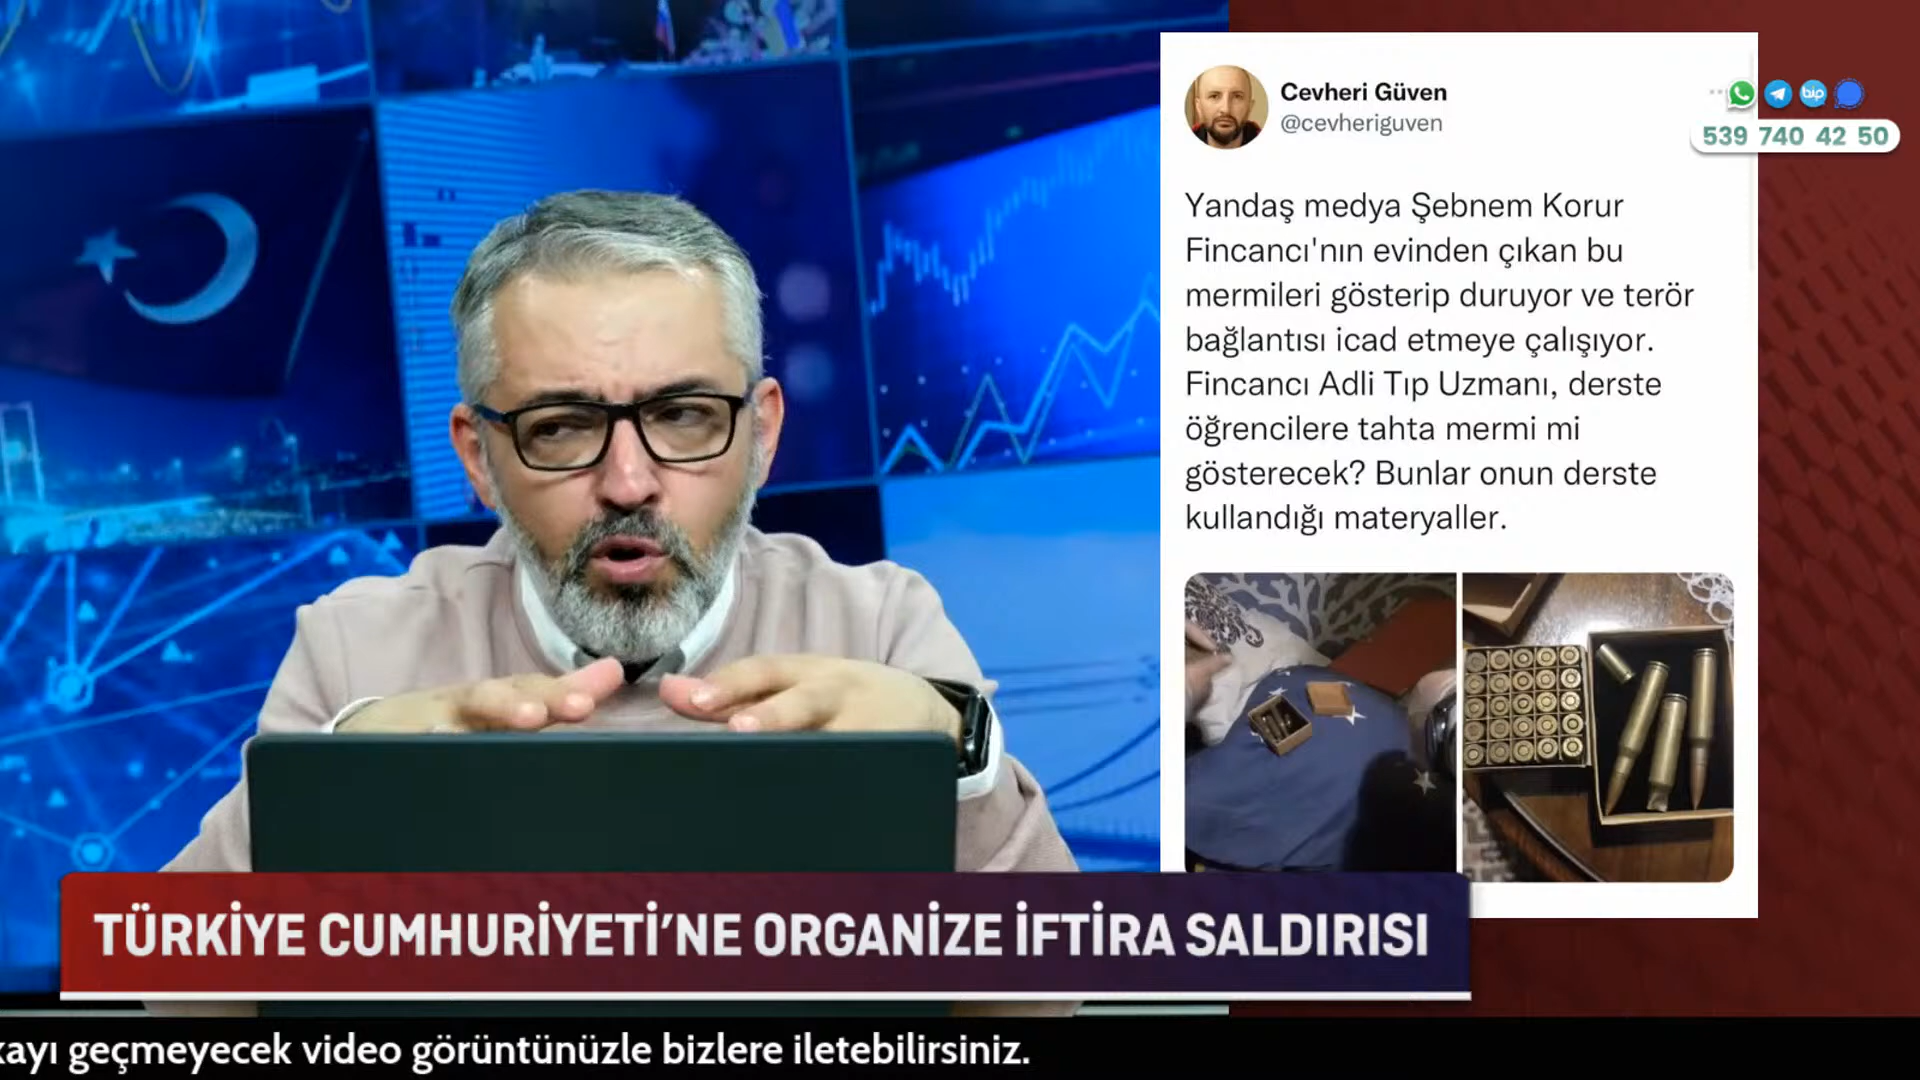 Cevheri Güven
@cevheriguven
bip
539 740 42 50
Yandaş medya Şebnem Korur
Fincancı'nın evinden çıkan bu
mermileri gösterip duruyor ve terör
bağlantısı icad etmeye çalışıyor.
Fincancı Adli Tıp Uzmanı, derste
öğrencilere tahta mermi mi
gösterecek? Bunlar onun derste
kullandığı materyaller.
TÜRKİYE CUMHURİYETİ'NE ORGANİZE İFTİRA SALDIRISI
geçmeyecek video görüntünüzle bizlere iletebilirsiniz.